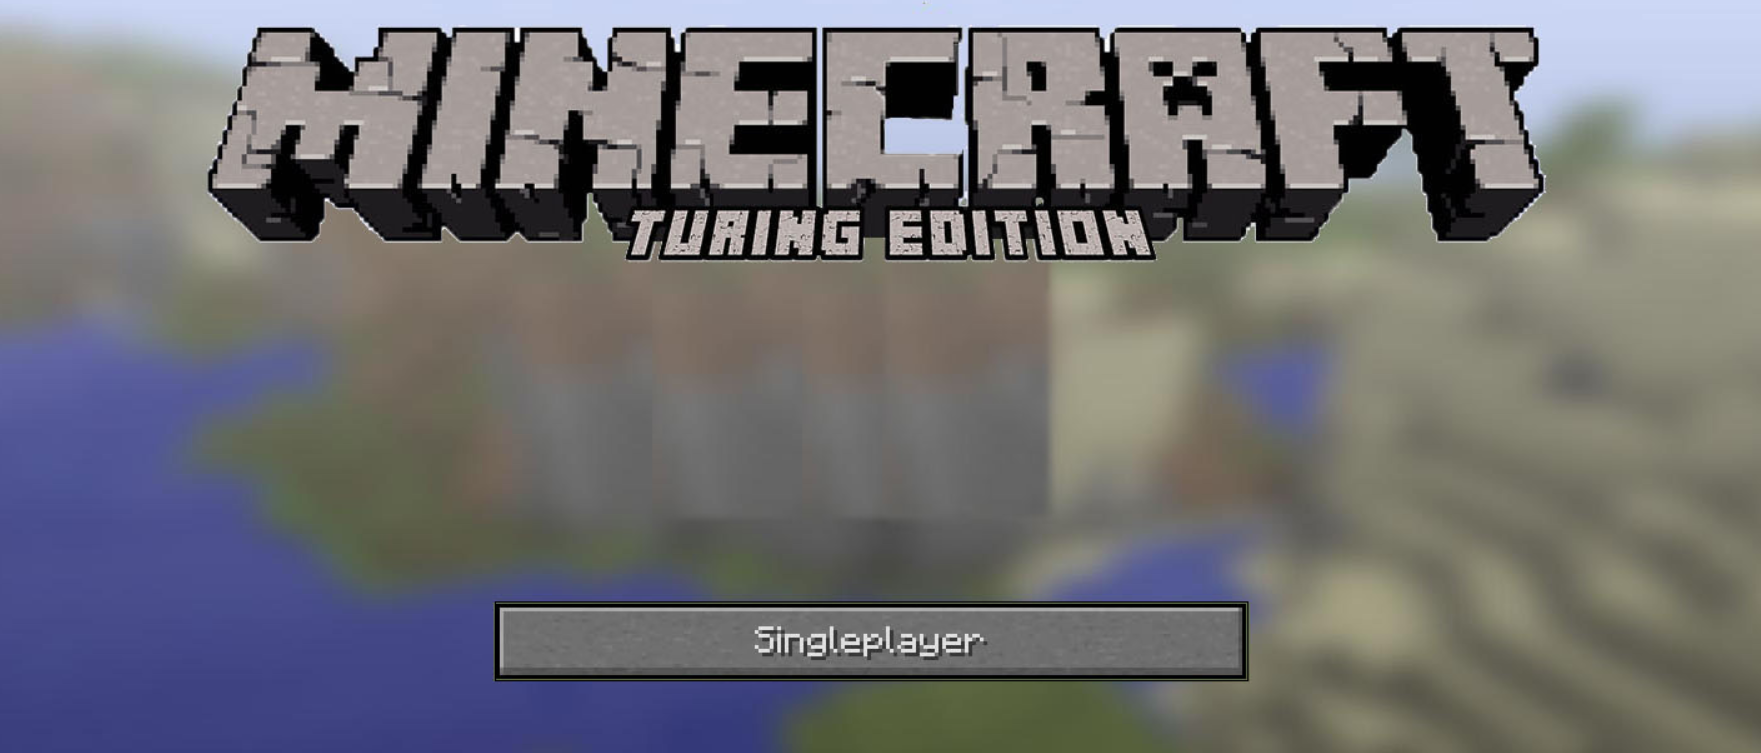 MINECRAFT
TURING EDITION
Singleplayer